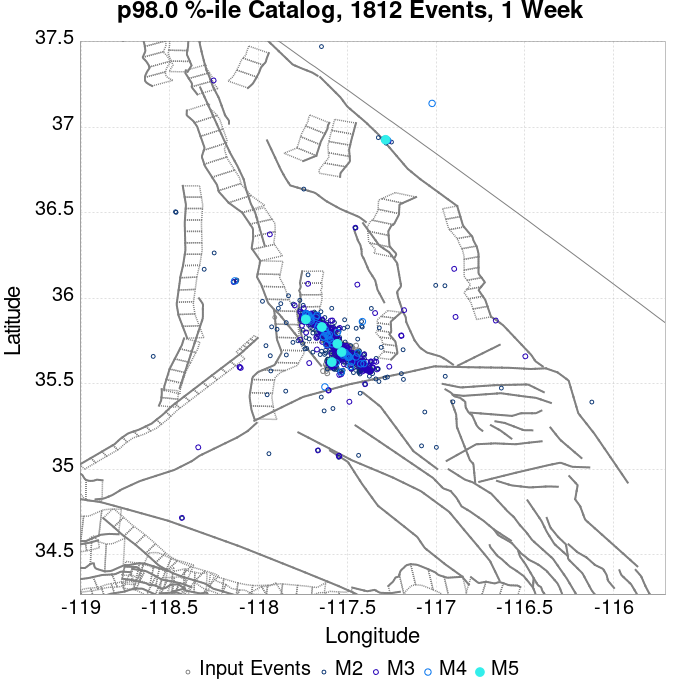 p98.0 %-ile Catalog, 1812 Events, 1 Week
37.5
37
36.5
36
35.5
35
34.5
Latitude
-119 -118.5 -118 -117.5 -117 -116.5 -116
Longitude
Input Events M2 M3 M4 M5